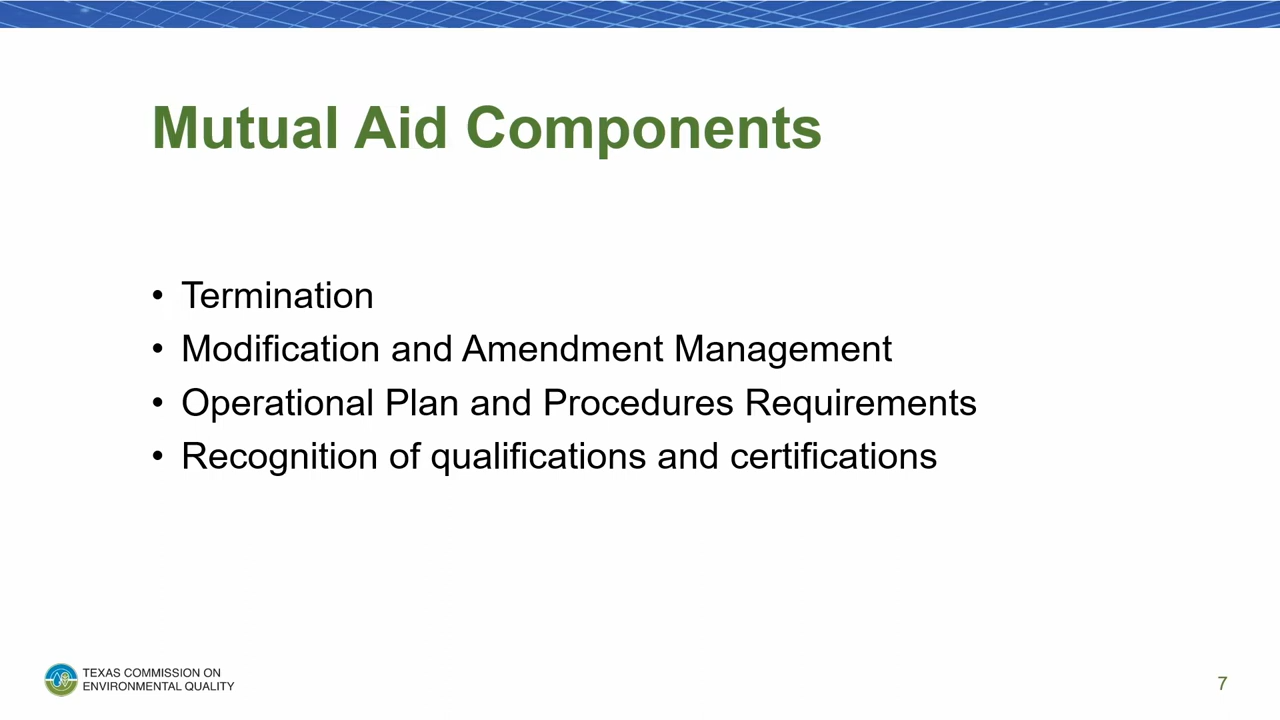 Mutual Aid Components
• Termination
• Modification and Amendment Management
• Operational Plan and Procedures Requirements
• Recognition of qualifications and certifications
TEXAS COMMISSION ON
ENVIRONMENTAL QUALITY
7